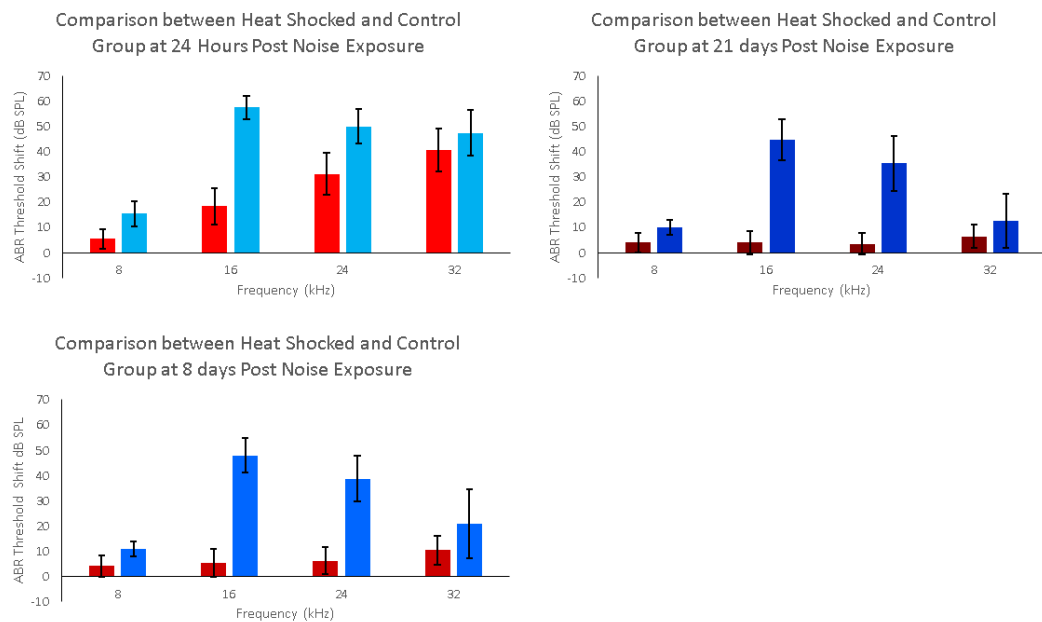 Comparison between Heat Shocked and Control
Group at 24 Hours Post Noise Exposure
ABR Threshold Shift (dB SPL)
70
60
50
40
30
20
10
0
-10
8 16 24 32
Frequency (kHz)
Comparison between Heat Shocked and Control
Group at 21 days Post Noise Exposure
ABR Threshold Shift (dB SPL)
70
60
50
40
30
20
10
0
-10
8 16 24 32
Frequency (kHz)
Comparison between Heat Shocked and Control
Group at 8 days Post Noise Exposure
ABR Threshold Shift dB SPL
70
60
50
40
30
20
10
0
-10
8 16 24 32
Frequency (kHz)